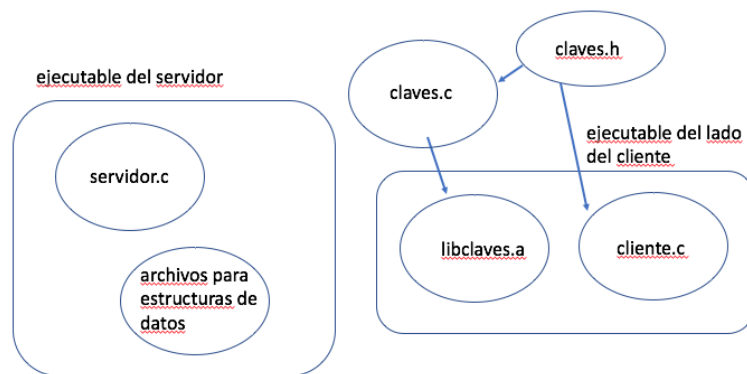 ejecutable del servidor
servidor.c
archivos para
estructuras de
datos
claves.h
claves.c
ejecutable del lado
del cliente
libclaves.a
cliente.c